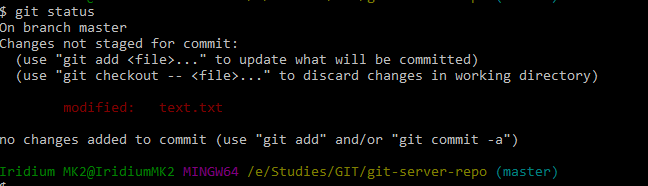 $ git status
On branch master
Changes not staged for commit:
  (use "git add <file>..." to update what will be committed)
  (use "git checkout -- <file>..." to discard changes in working directory)

        modified:   text.txt

no changes added to commit (use "git add" and/or "git commit -a")

Iridium MK2@IridiumMK2 MINGW64 /e/Studies/GIT/git-server-repo (master)
$